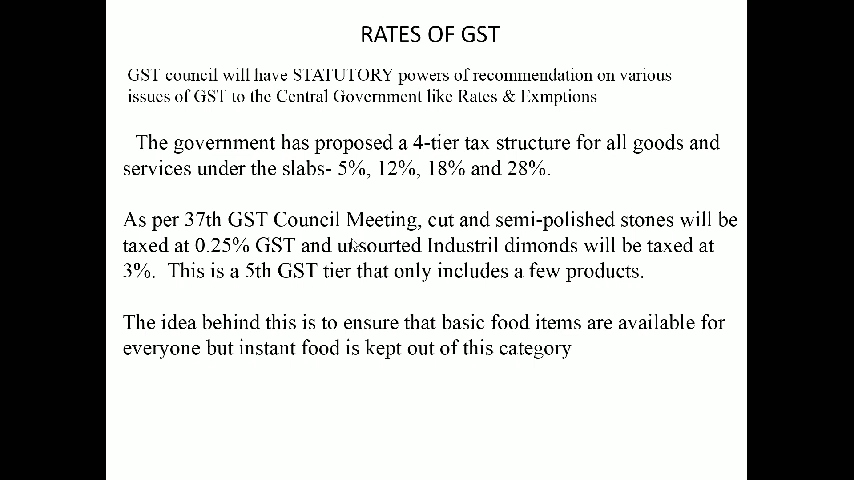 RATES OF GST
GST council will have STATUTORY powers of recommendation on various
issues of GST to the Central Government like Rates & Exmptions
The government has proposed a 4-tier tax structure for all goods and
services under the slabs- 5%, 12%, 18% and 28%.
As per 37th GST Council Meeting, cut and semi-polished stones will be
taxed at 0.25% GST and unsourted Industril dimonds will be taxed at
3%. This is a 5th GST tier that only includes a few products.
The idea behind this is to ensure that basic food items are available for
everyone but instant food is kept out of this category